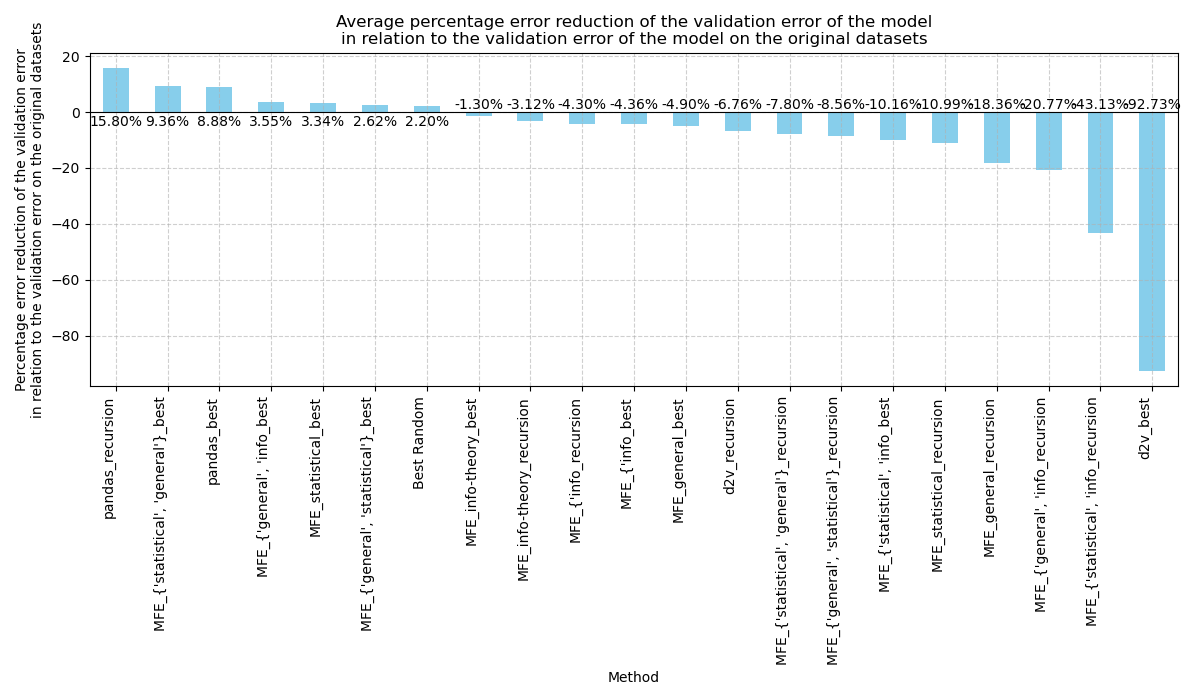 Average percentage error reduction of the validation error of the model
in relation to the validation error of the model on the original datasets
Percentage error reduction of the validation error
in relation to the validation error on the original datasets
20
0
−20
−40
−60
−80
15.80% 9.36% 8.88% 3.55% 3.34% 2.62% 2.20% -1.30% -3.12% -4.30% -4.36% -4.90% -6.76% -7.80% -8.56% -10.16% -10.99% -18.36% -20.77% -43.13% -92.73%
pandas_recursion
MFE_{'statistical', 'general'}_best
pandas_best
MFE_{'general', 'info_best
MFE_statistical_best
MFE_{'general', 'statistical'}_best
Best Random
MFE_info-theory_best
MFE_info-theory_recursion
MFE_{'info_recursion
MFE_{'info_best
MFE_general_best
d2v_recursion
MFE_{'statistical', 'general'}_recursion
MFE_{'general', 'statistical'}_recursion
MFE_{'statistical', 'info_best
MFE_statistical_recursion
MFE_general_recursion
MFE_{'general', 'info_recursion
MFE_{'statistical', 'info_recursion
d2v_best
Method